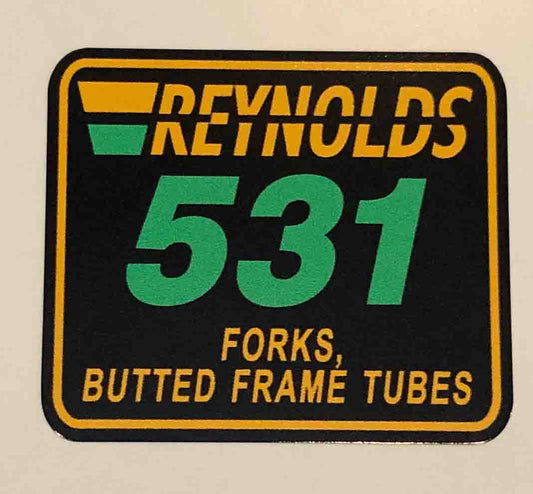 REYNOLDS
531
FORKS,
BUTTED FRAME TUBES